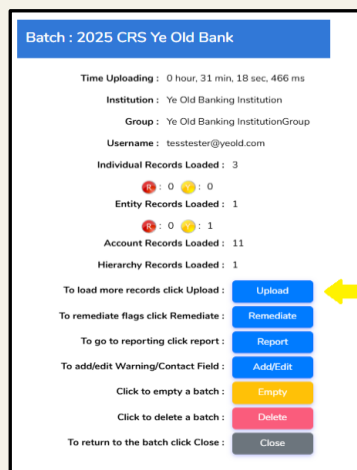 Batch : 2025 CRS Ye Old Bank
Time Uploading : 0 hour, 31 min, 18 sec, 466 ms
Institution : Ye Old Banking Institution
Group : Ye Old Banking InstitutionGroup
Username : tesstester@yeold.com
Individual Records Loaded : 3
R : 0 Y : 0
Entity Records Loaded : 1
R : 0 Y : 1
Account Records Loaded : 11
Hierarchy Records Loaded : 1
To load more records click Upload : Upload
To remediate flags click Remediate : Remediate
To go to reporting click report : Report
To add/edit Warning/Contact Field : Add/Edit
Click to empty a batch : Empty
Click to delete a batch : Delete
To return to the batch click Close : Close